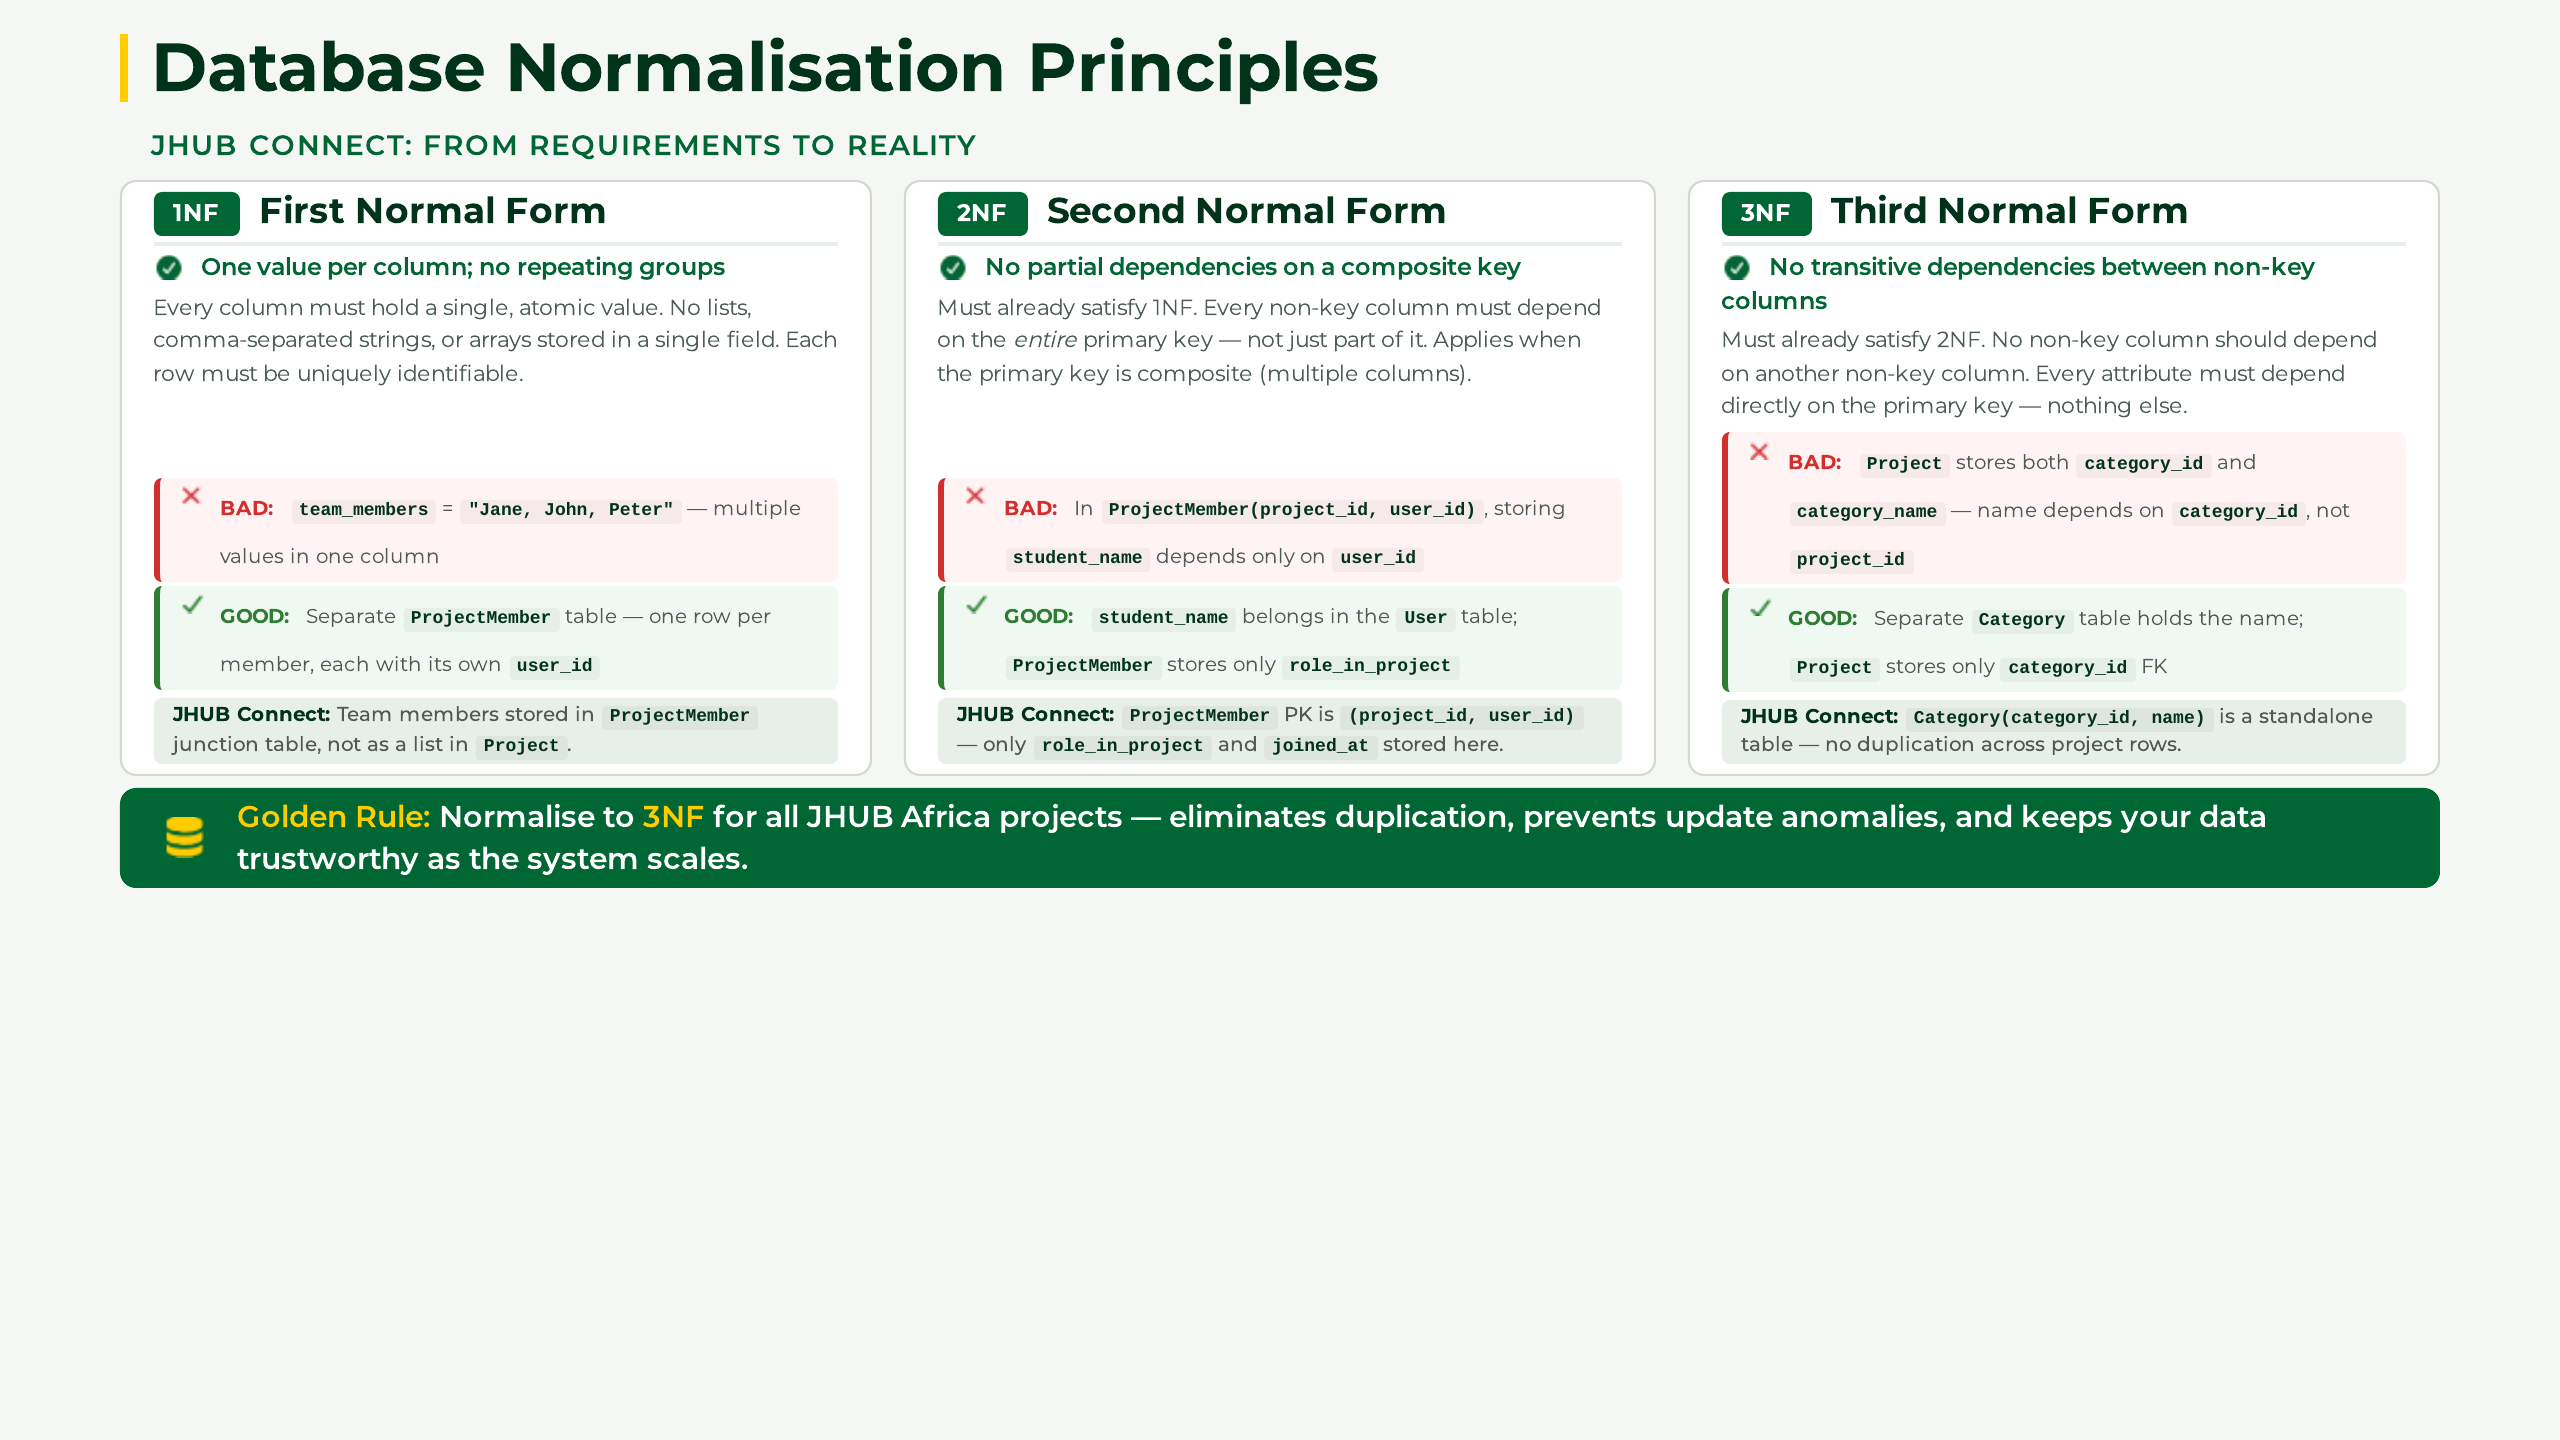 Database Normalisation Principles
JHUB CONNECT: FROM REQUIREMENTS TO REALITY
1NF First Normal Form
One value per column; no repeating groups
Every column must hold a single, atomic value. No lists,
comma-separated strings, or arrays stored in a single field. Each
row must be uniquely identifiable.
BAD: team_members = "Jane, John, Peter" — multiple
values in one column
GOOD: Separate ProjectMember table — one row per
member, each with its own user_id
JHUB Connect: Team members stored in ProjectMember
junction table, not as a list in Project.
2NF Second Normal Form
No partial dependencies on a composite key
Must already satisfy 1NF. Every non-key column must depend
on the entire primary key — not just part of it. Applies when
the primary key is composite (multiple columns).
BAD: In ProjectMember(project_id, user_id), storing
student_name depends only on user_id
GOOD: student_name belongs in the User table;
ProjectMember stores only role_in_project
JHUB Connect: ProjectMember PK is (project_id, user_id)
— only role_in_project and joined_at stored here.
3NF Third Normal Form
No transitive dependencies between non-key
columns
Must already satisfy 2NF. No non-key column should depend
on another non-key column. Every attribute must depend
directly on the primary key — nothing else.
BAD: Project stores both category_id and
category_name — name depends on category_id, not
project_id
GOOD: Separate Category table holds the name;
Project stores only category_id FK
JHUB Connect: Category(category_id, name) is a standalone
table — no duplication across project rows.
Golden Rule: Normalise to 3NF for all JHUB Africa projects — eliminates duplication, prevents update anomalies, and keeps your data
trustworthy as the system scales.